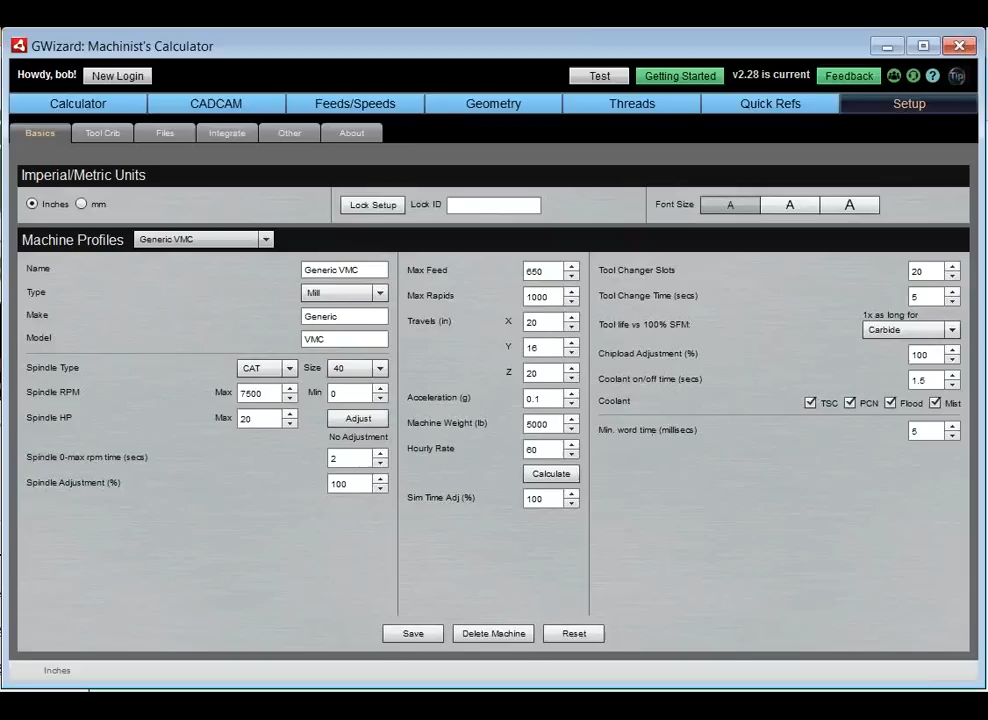 GWizard: Machinist's Calculator
Howdy, bob! New Login Test Getting Started v2.28 is current Feedback ? Tip
Calculator CADCAM Feeds/Speeds Geometry Threads Quick Refs Setup
Basics Tool Crib Files Integrate Other About
Imperial/Metric Units
Inches mm Lock Setup Lock ID Font Size A A A
Machine Profiles Generic VMC
Name Generic VMC
Type Mill
Make Generic
Model VMC
Spindle Type CAT Size 40
Spindle RPM Max 7500 Min 0
Spindle HP Max 20 Adjust
No Adjustment
Spindle 0-max rpm time (secs) 2
Spindle Adjustment (%) 100
Max Feed 650
Max Rapids 1000
Travels (in) X 20
Y 16
Z 20
Acceleration (g) 0.1
Machine Weight (lb) 5000
Hourly Rate 60
Calculate
Sim Time Adj (%) 100
Tool Changer Slots 20
Tool Change Time (secs) 5
1x as long for
Tool life vs 100% SFM: Carbide
Chipload Adjustment (%) 100
Coolant on/off time (secs) 1.5
Coolant TSC PCN Flood Mist
Min. word time (millisecs) 5
Save Delete Machine Reset
Inches